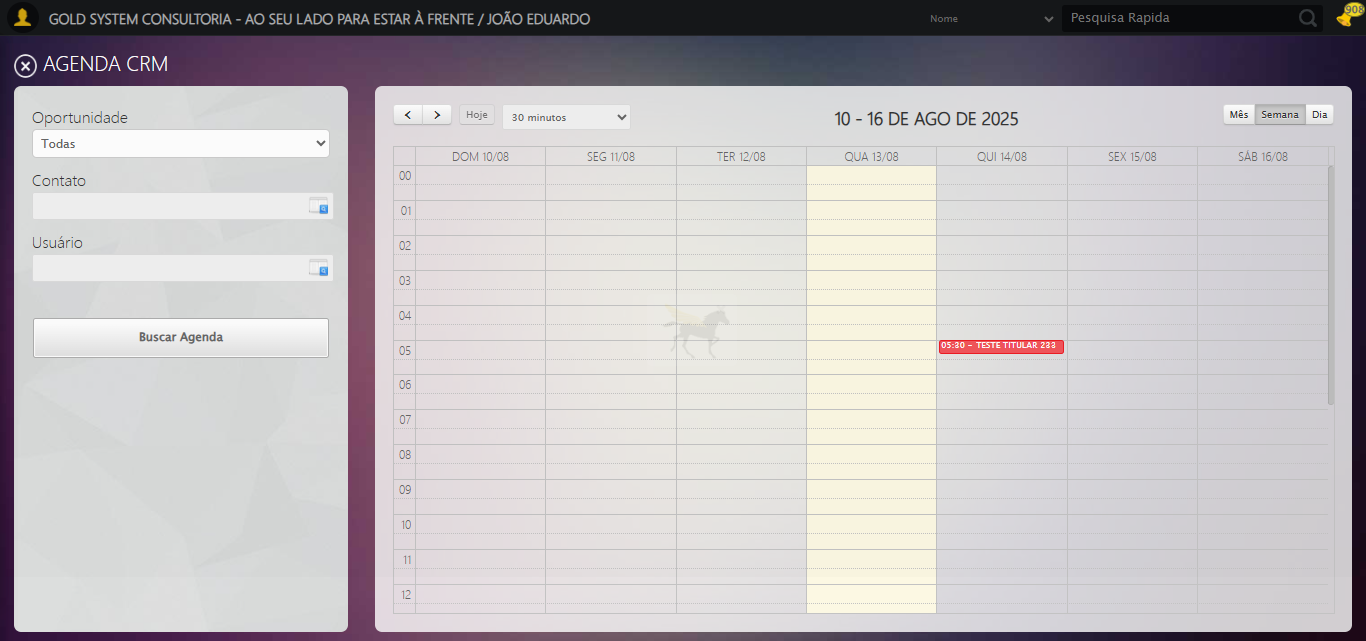 GOLD SYSTEM CONSULTORIA - AO SEU LADO PARA ESTAR À FRENTE / JOÃO EDUARDO
Nome
Pesquisa Rapida
908
AGENDA CRM
Oportunidade
Todas
Contato
Usuário
Buscar Agenda
Hoje
30 minutos
10 - 16 DE AGO DE 2025
Mês
Semana
Dia
DOM 10/08
SEG 11/08
TER 12/08
QUA 13/08
QUI 14/08
SEX 15/08
SÁB 16/08
00
01
02
03
04
05
05:30 - TESTE TITULAR 233
06
07
08
09
10
11
12